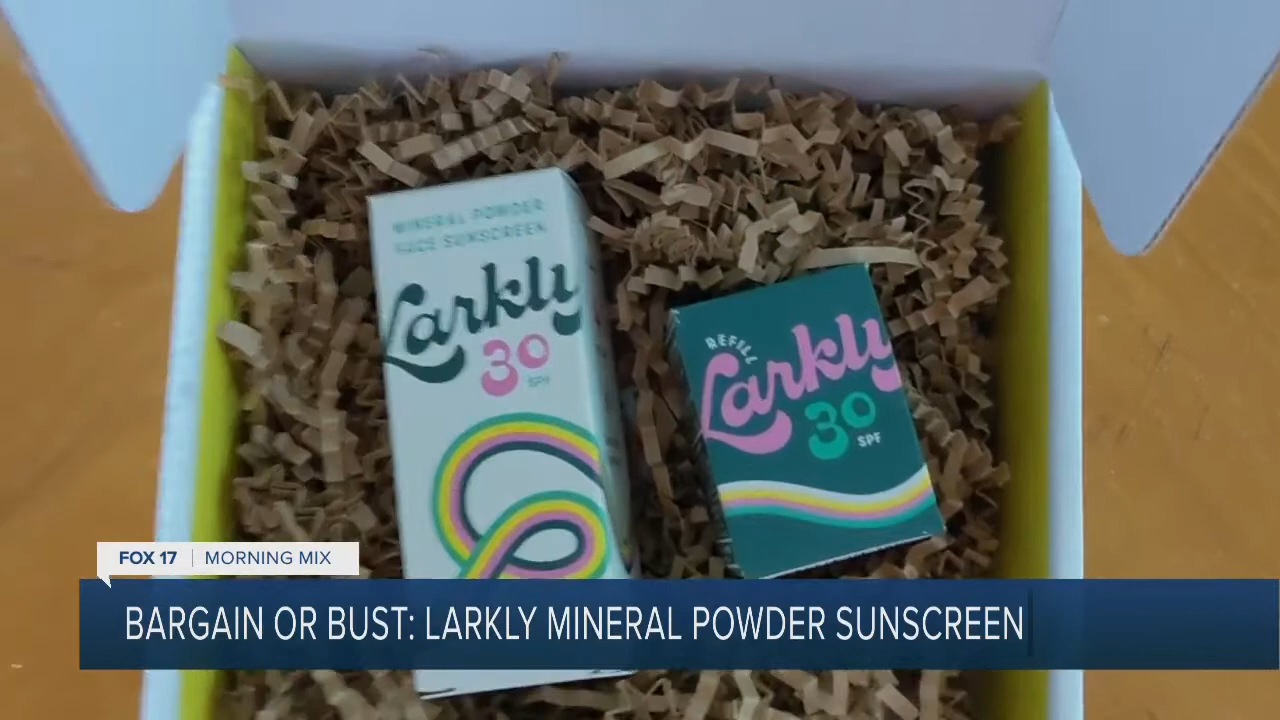 MINERAL POWDER
FACE SUNSCREEN
Larkly
30
SPF
REFILL
Larkly
30
SPF
FOX 17 | MORNING MIX
BARGAIN OR BUST: LARKLY MINERAL POWDER SUNSCREEN